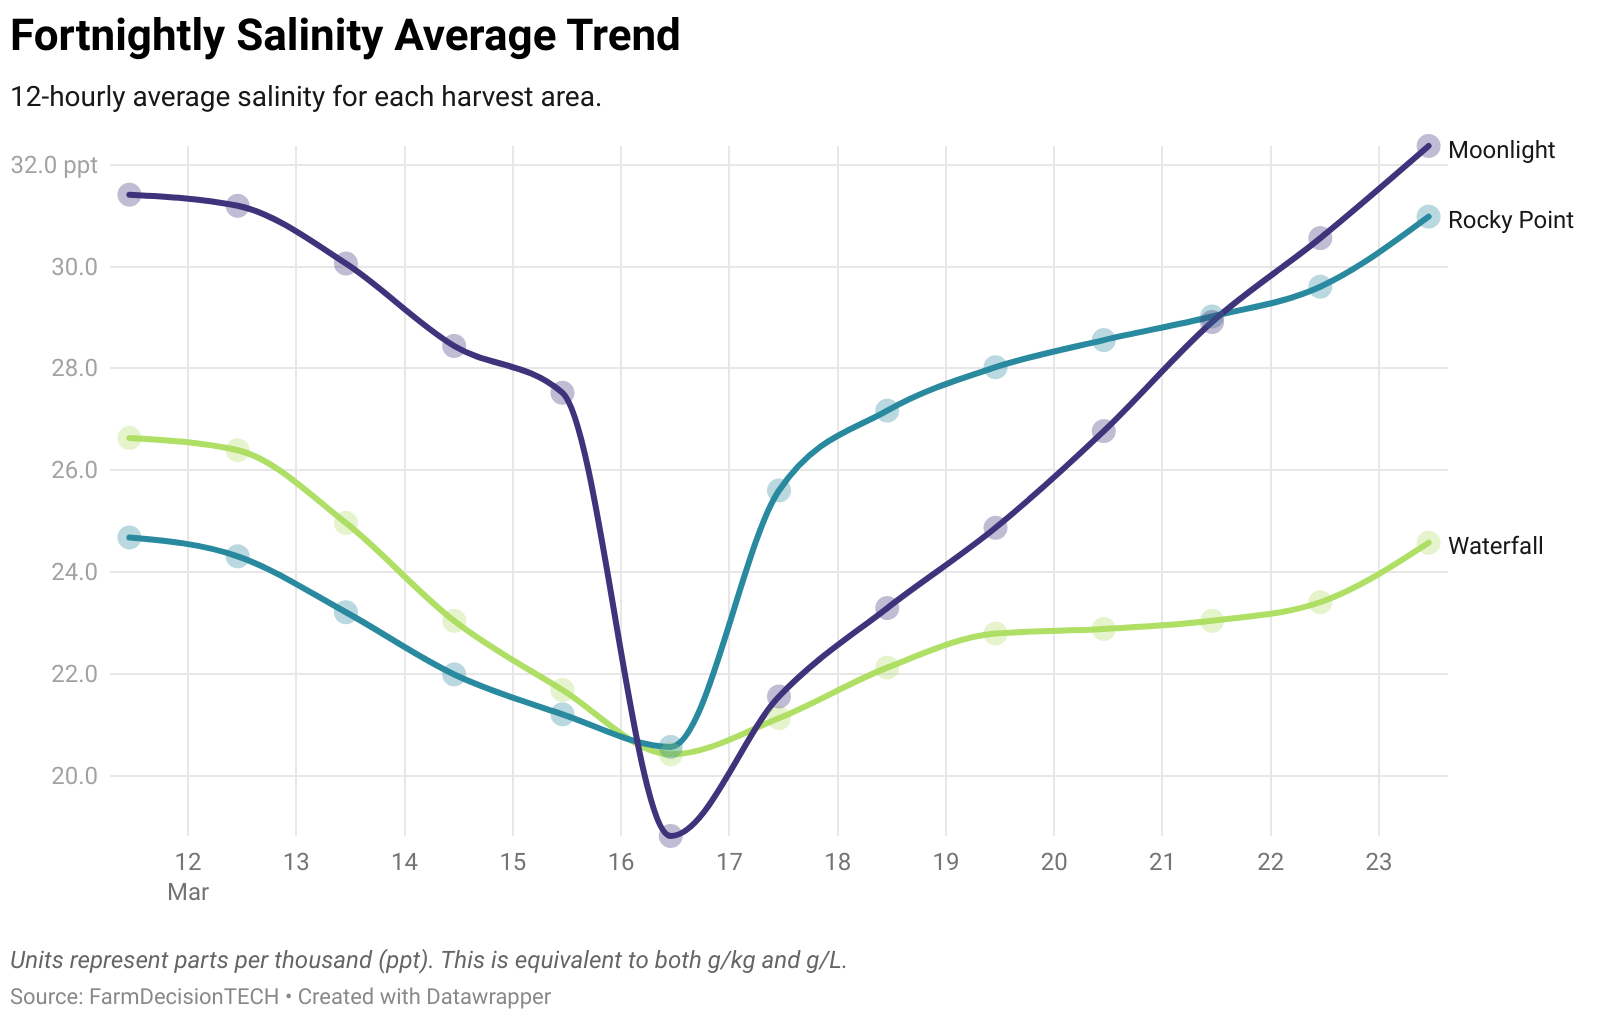 Fortnightly Salinity Average Trend
12-hourly average salinity for each harvest area.
32.0 ppt
30.0
28.0
26.0
24.0
22.0
20.0
Moonlight
Rocky Point
Waterfall
12 13 14 15 16 17 18 19 20 21 22 23
Mar
Units represent parts per thousand (ppt). This is equivalent to both g/kg and g/L.
Source: FarmDecisionTECH • Created with Datawrapper